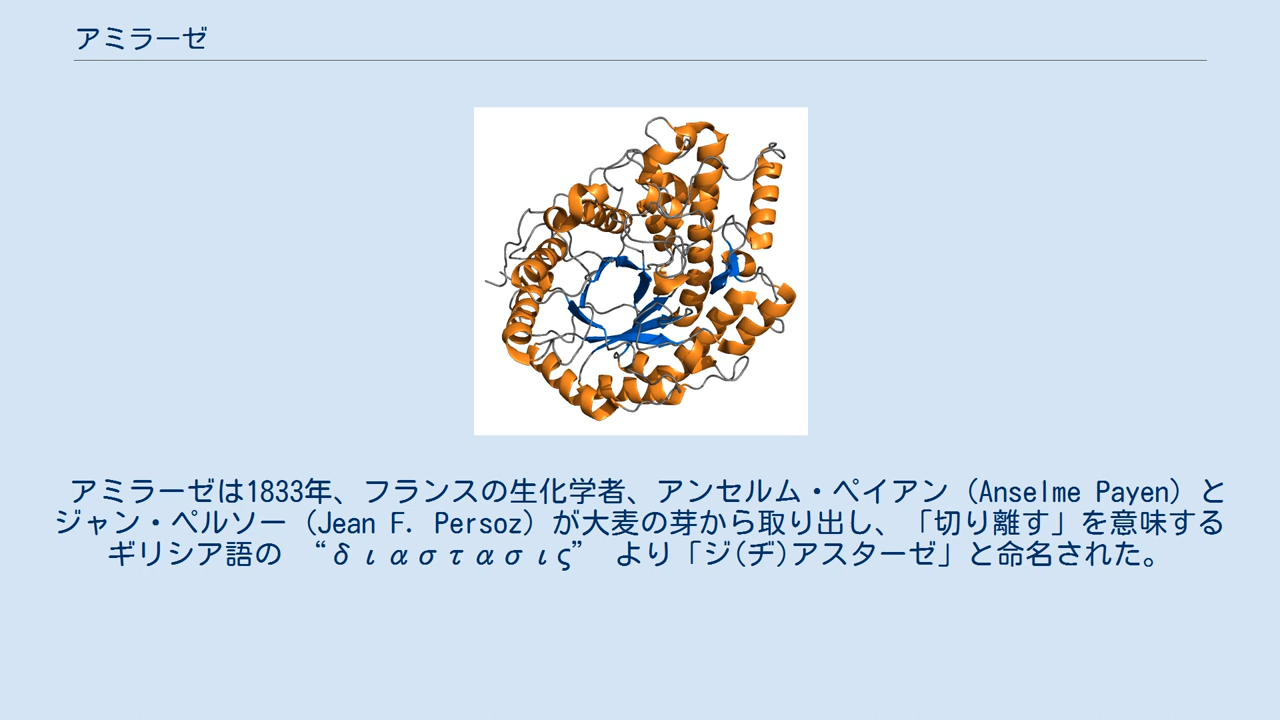 アミラーゼ
アミラーゼは1833年、フランスの生化学者、アンセルム・ペイアン（Anselme Payen）と
ジャン・ペルソー（Jean F. Persoz）が大麦の芽から取り出し、「切り離す」を意味する
ギリシア語の “διαστασις” より「ジ(ヂ)アスターゼ」と命名された。